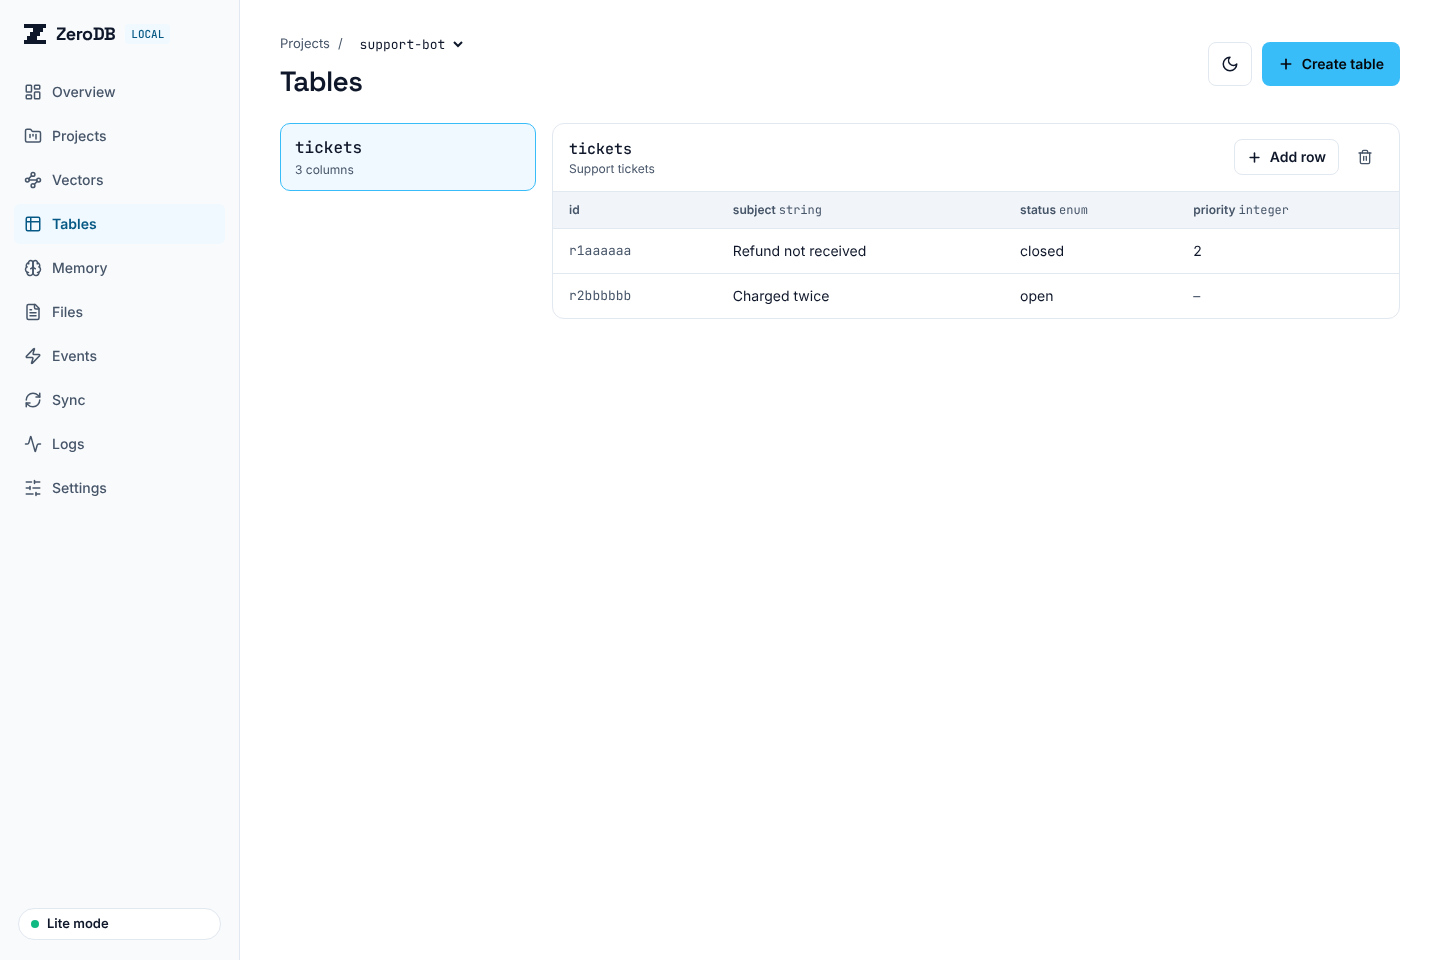 ZeroDB LOCAL
Overview
Projects
Vectors
Tables
Memory
Files
Events
Sync
Logs
Settings
Lite mode
Projects / support-bot
Tables
Create table
tickets
3 columns
tickets
Support tickets
Add row
id subject string status enum priority integer
r1aaaaaa Refund not received closed 2
r2bbbbbb Charged twice open –